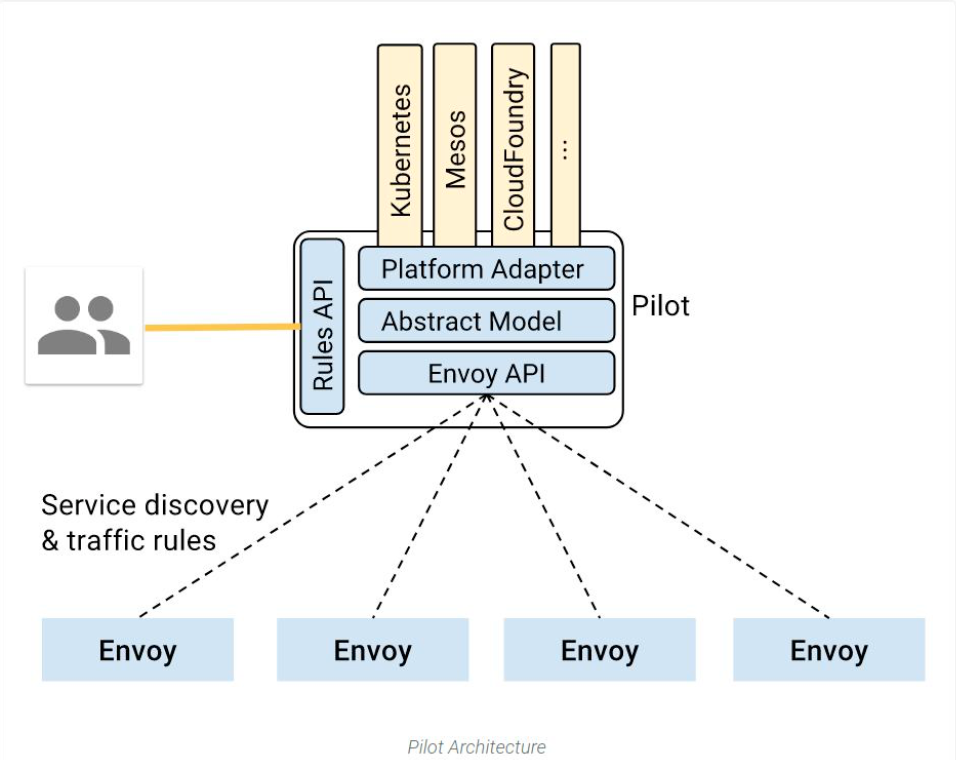 Kubernetes
Mesos
CloudFoundry
...
Rules API
Platform Adapter
Abstract Model
Envoy API
Pilot
Service discovery
& traffic rules
Envoy
Envoy
Envoy
Envoy
Pilot Architecture